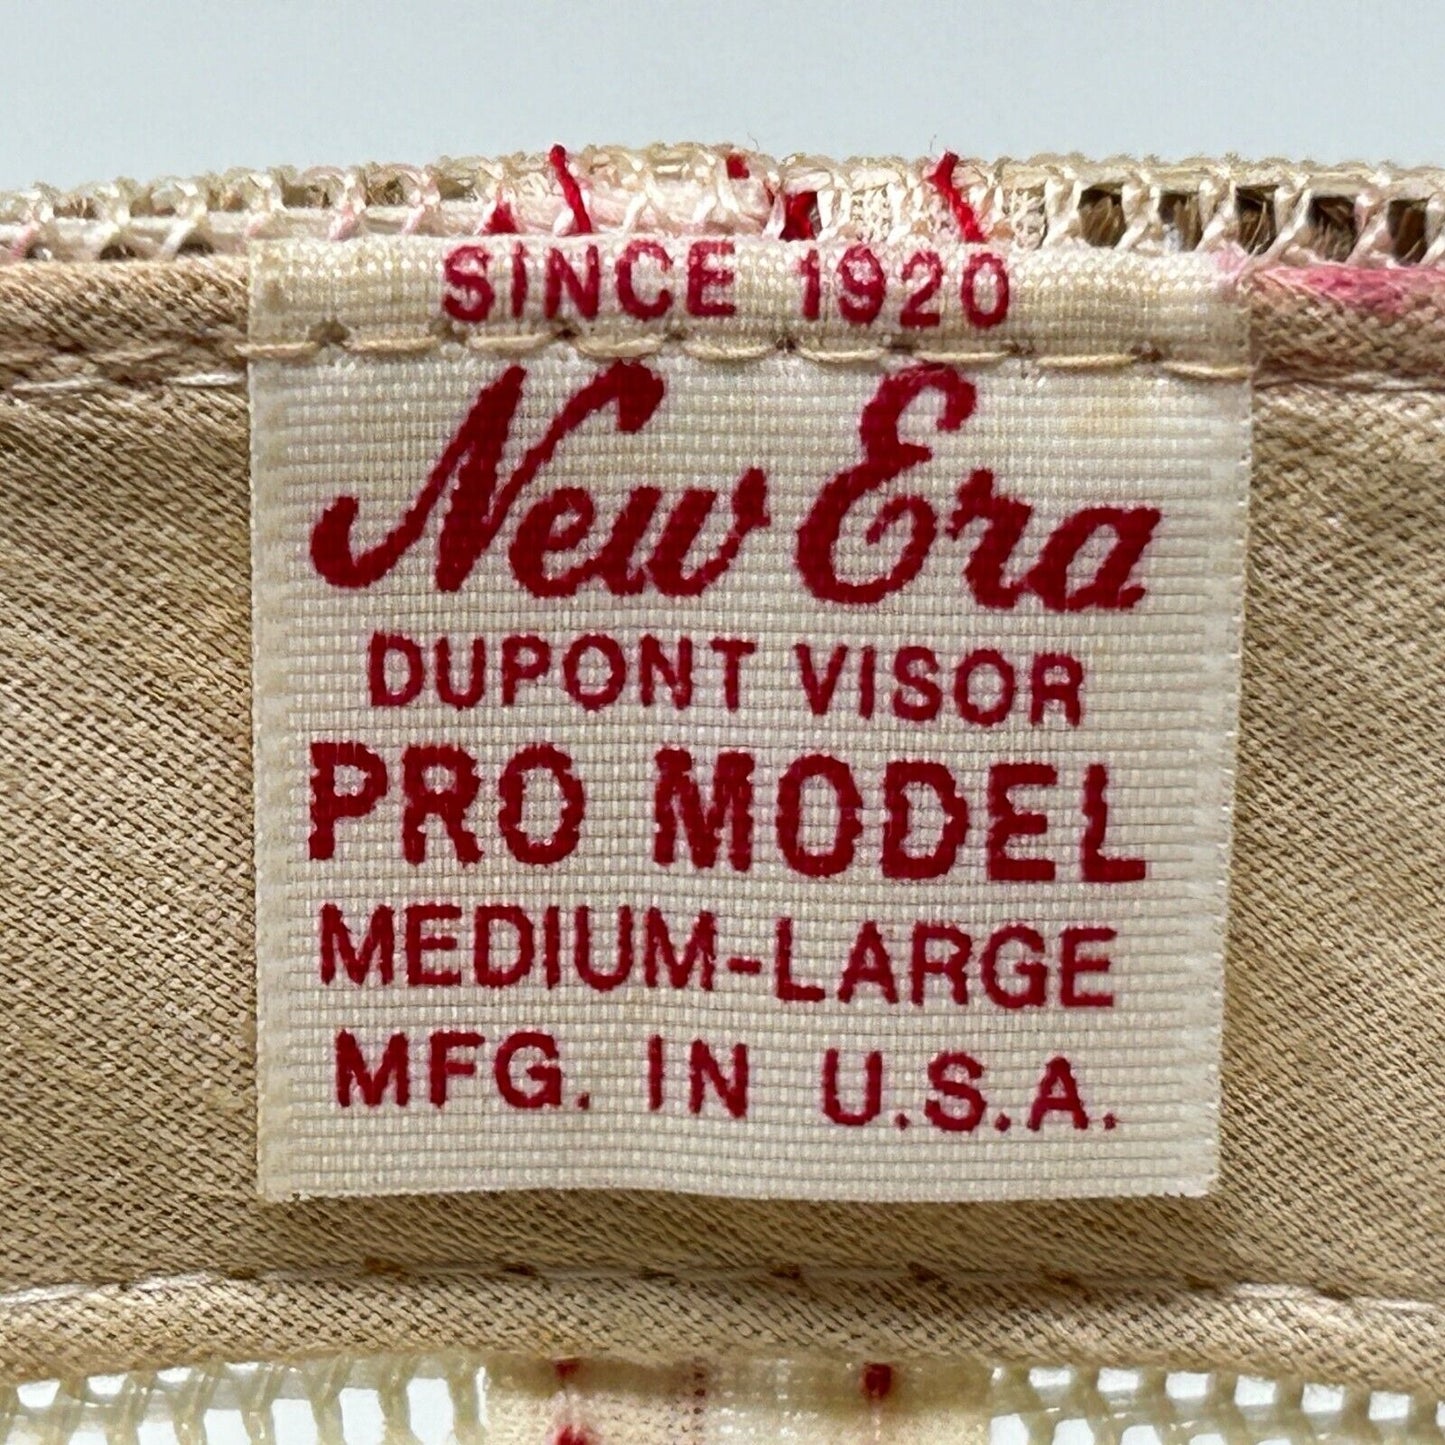 SINCE 1920
New Era
DUPONT VISOR
PRO MODEL
MEDIUM-LARGE
MFG. IN U.S.A.